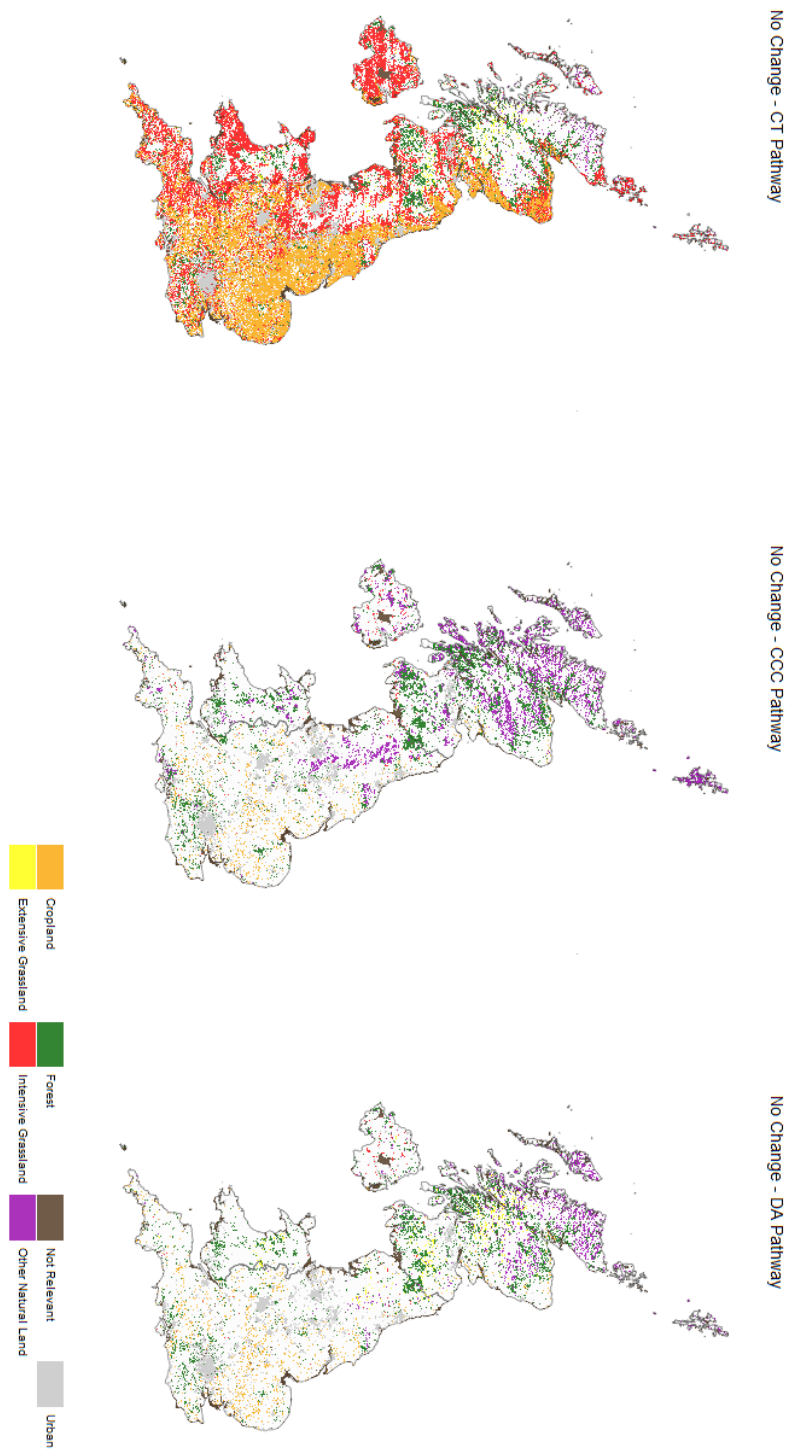 No Change - CT Pathway
No Change - CCC Pathway
No Change - DA Pathway
Cropland
Forest
Not Relevant
Urban
Extensive Grassland
Intensive Grassland
Other Natural Land